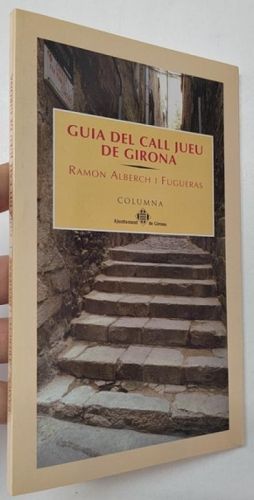 GUIA DEL CALL JUEU
DE GIRONA
RAMON ALBERCH I FUGUERAS
COLUMNA
Ajuntament de Girona